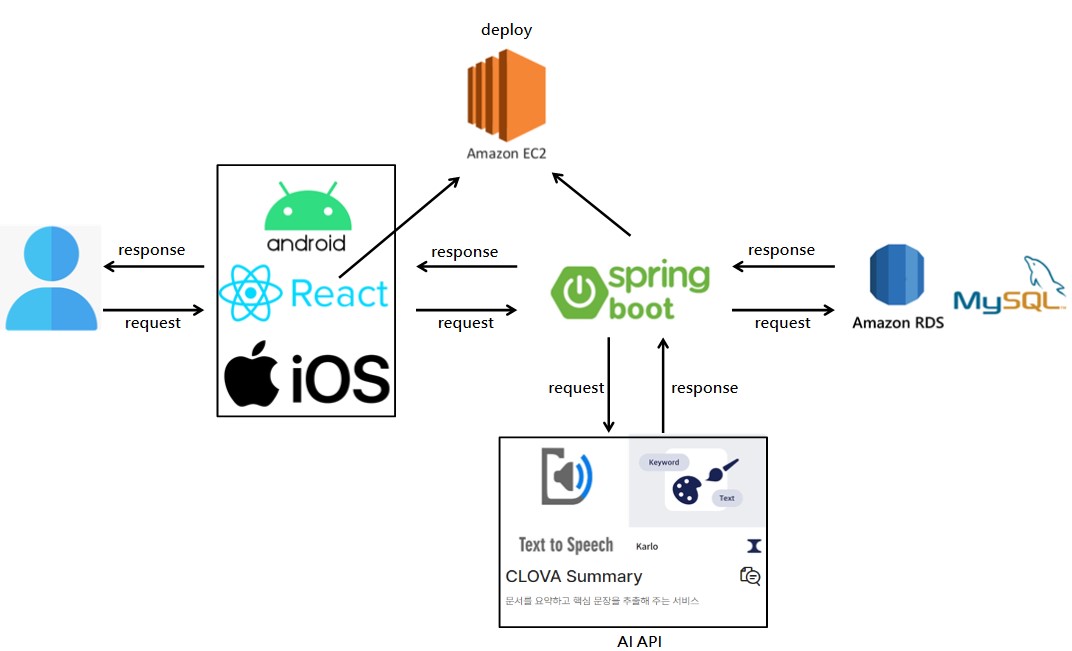 deploy
Amazon EC2
android
React
iOS
response
request
response
request
spring
boot
response
request
Amazon RDS
MySQL
request
response
Keyword
Text
Text to Speech
Karlo
CLOVA Summary
문서를 요약하고 핵심 문장을 추출해 주는 서비스
AI API